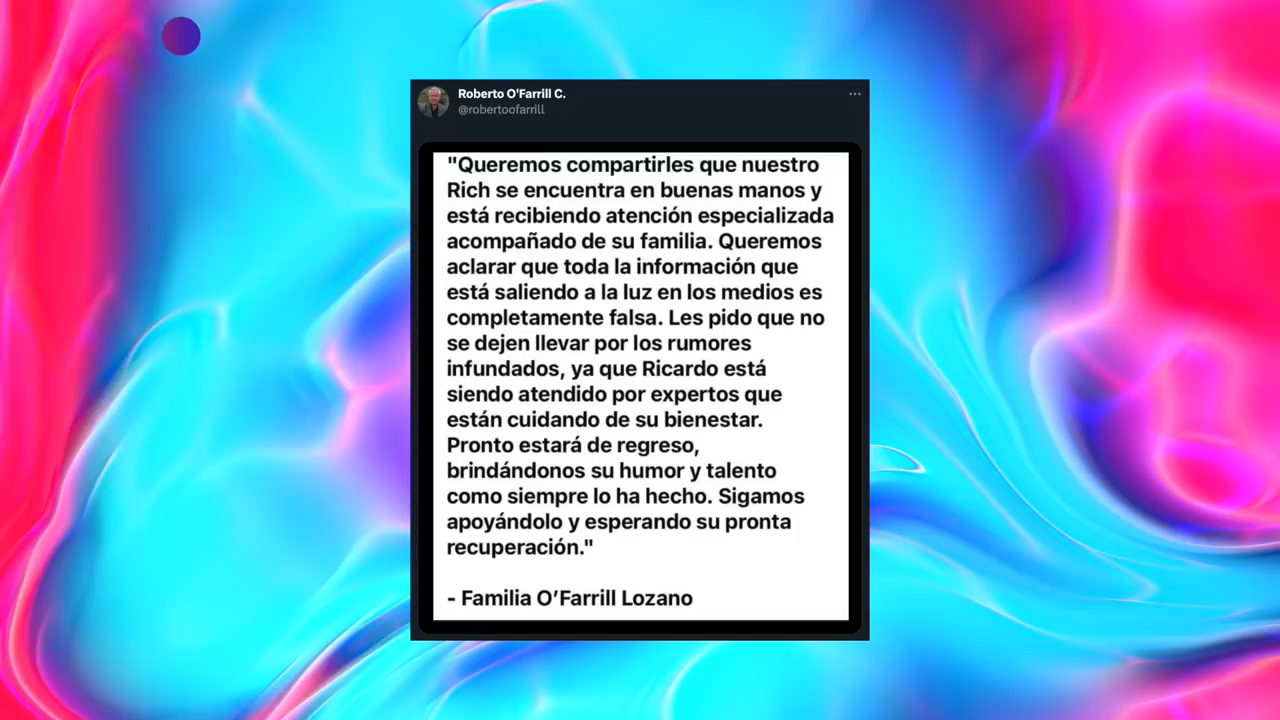 Roberto O'Farrill C.
@robertoofarrill
"Queremos compartirles que nuestro
Rich se encuentra en buenas manos y
está recibiendo atención especializada
acompañado de su familia. Queremos
aclarar que toda la información que
está saliendo a la luz en los medios es
completamente falsa. Les pido que no
se dejen llevar por los rumores
infundados, ya que Ricardo está
siendo atendido por expertos que
están cuidando de su bienestar.
Pronto estará de regreso,
brindándonos su humor y talento
como siempre lo ha hecho. Sigamos
apoyándolo y esperando su pronta
recuperación."
- Familia O’Farrill Lozano